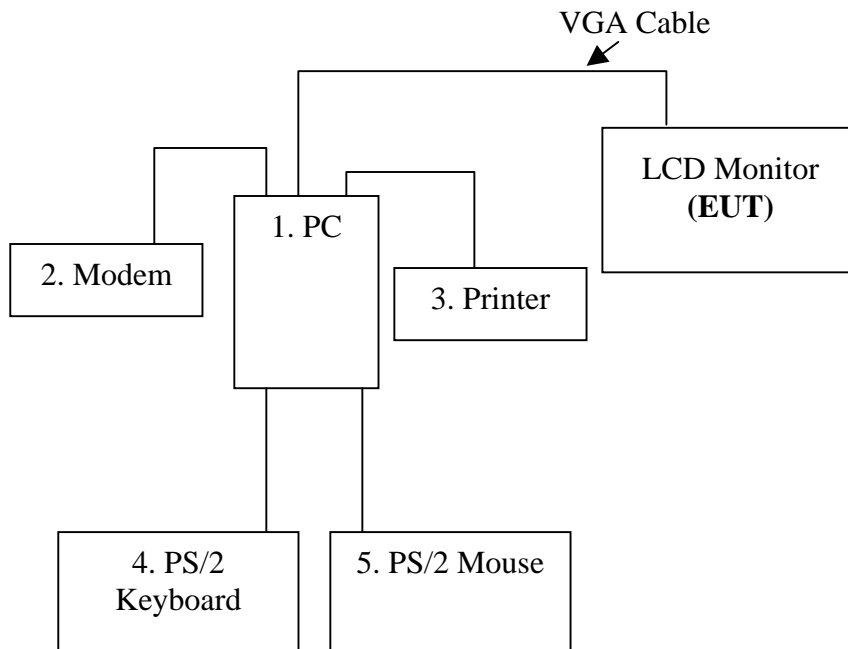 VGA Cable
LCD Monitor
(EUT)
1. PC
2. Modem
3. Printer
4. PS/2
Keyboard
5. PS/2 Mouse